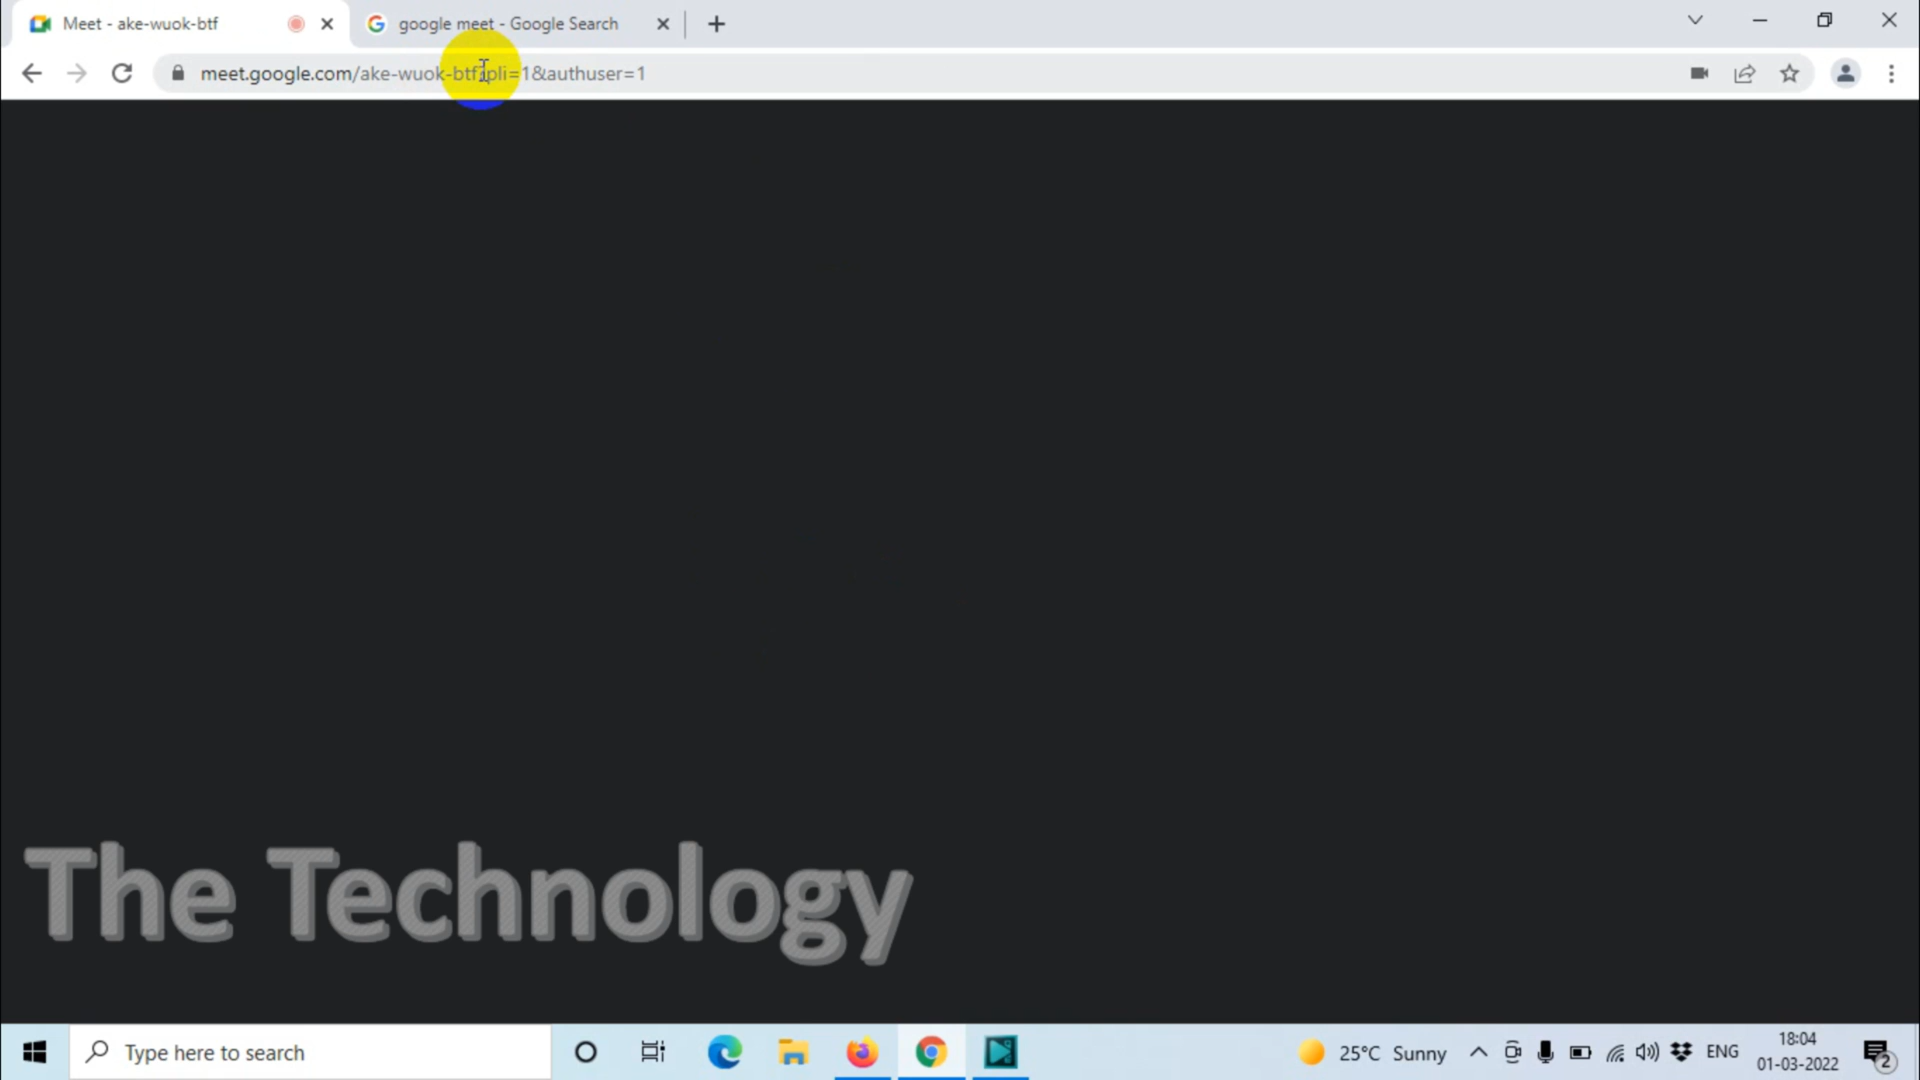 Meet - ake-wuok-btf
google meet - Google Search
meet.google.com/ake-wuok-btf?pli=1&authuser=1
The Technology
Type here to search
25°C Sunny
ENG
18:04
01-03-2022
2